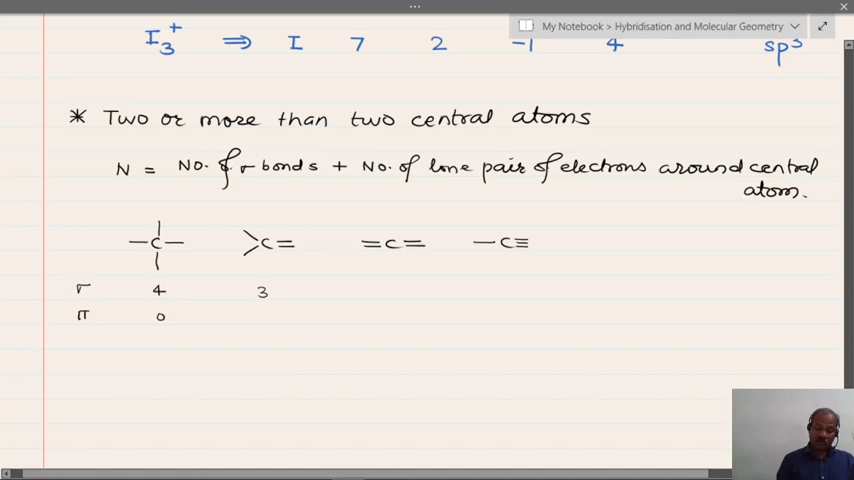 My Notebook > Hybridisation and Molecular Geometry
I3+ ⇒ I 7 2 -1 4 sp3
* Two or more than two central atoms
N = No. of σ bonds + No. of lone pair of electrons around central
atom.
-C- >C= =C= -C≡
σ 4 3
π 0